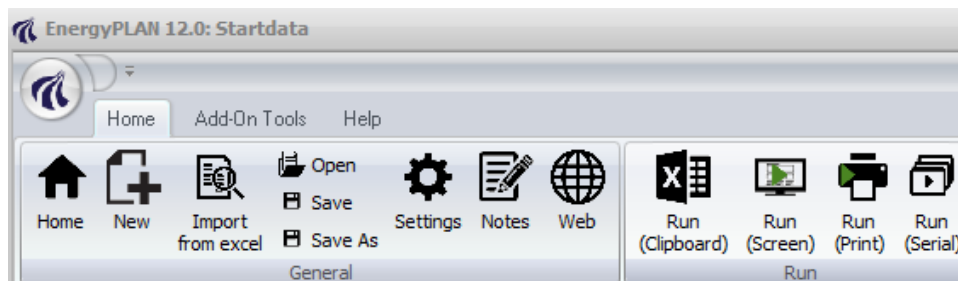 EnergyPLAN 12.0: Startdata
Home Add-On Tools Help
Home New Import from excel Open Save Save As Settings Notes Web
General
Run (Clipboard) Run (Screen) Run (Print) Run (Serial)
Run